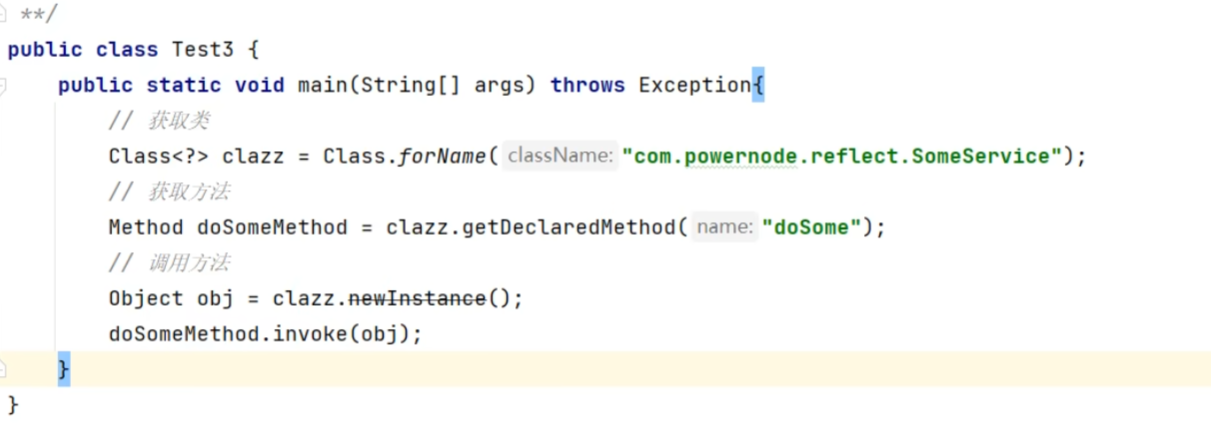 **/
public class Test3 {
public static void main(String[] args) throws Exception{
// 获取类
Class<?> clazz = Class.forName( className: "com.powernode.reflect.SomeService");
// 获取方法
Method doSomeMethod = clazz.getDeclaredMethod( name: "doSome");
// 调用方法
Object obj = clazz.newInstance();
doSomeMethod.invoke(obj);
}
}